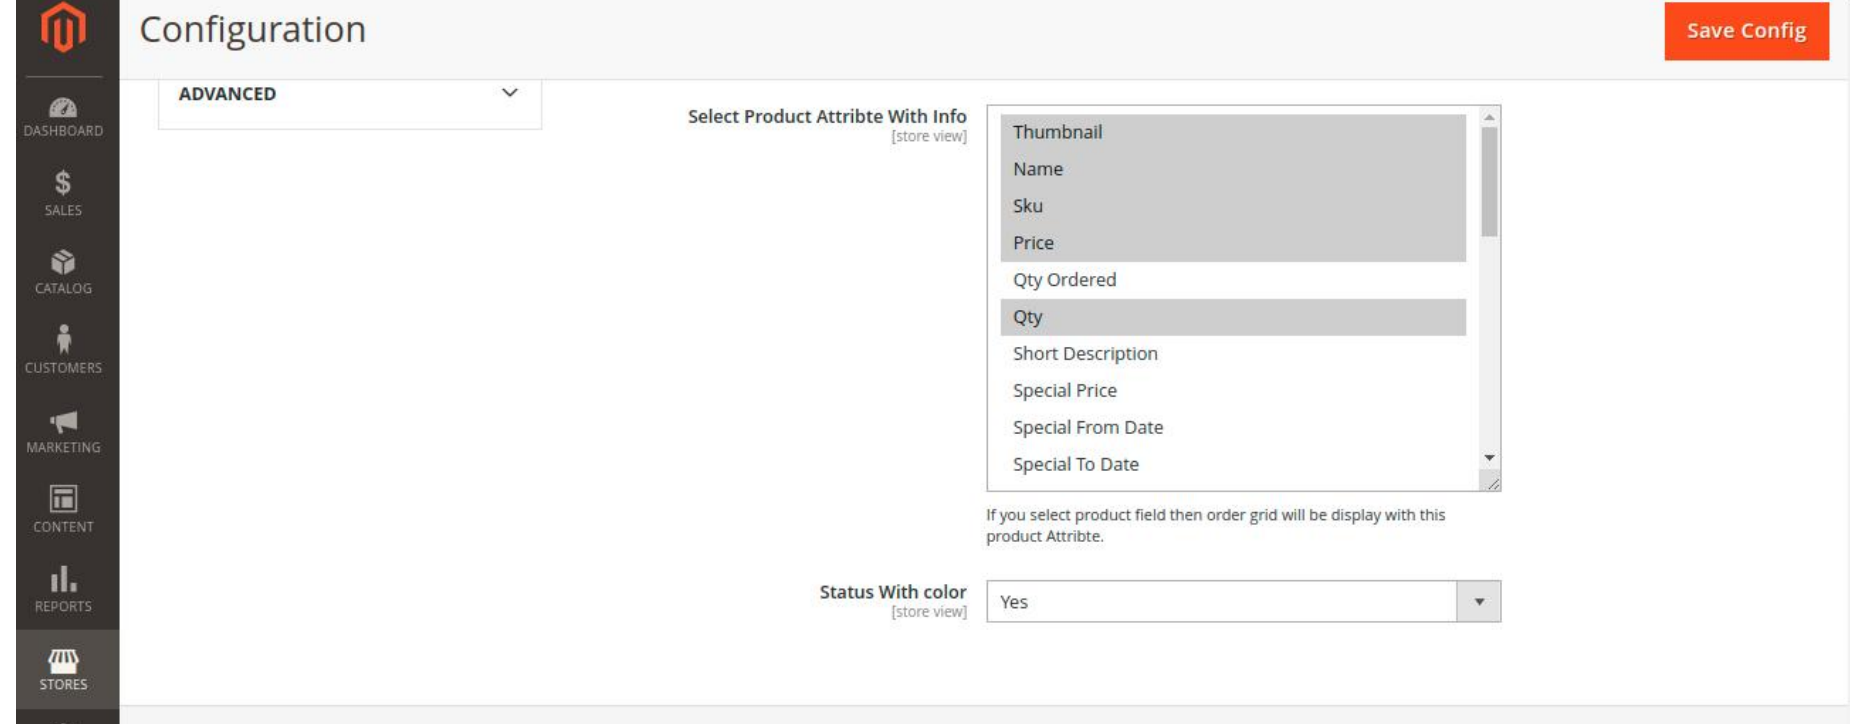 Configuration
Save Config
DASHBOARD
SALES
CATALOG
CUSTOMERS
MARKETING
CONTENT
REPORTS
STORES
ADVANCED
Select Product Attribte With Info
[store view]
Thumbnail
Name
Sku
Price
Qty Ordered
Qty
Short Description
Special Price
Special From Date
Special To Date
If you select product field then order grid will be display with this
product Attribte.
Status With color
[store view]
Yes